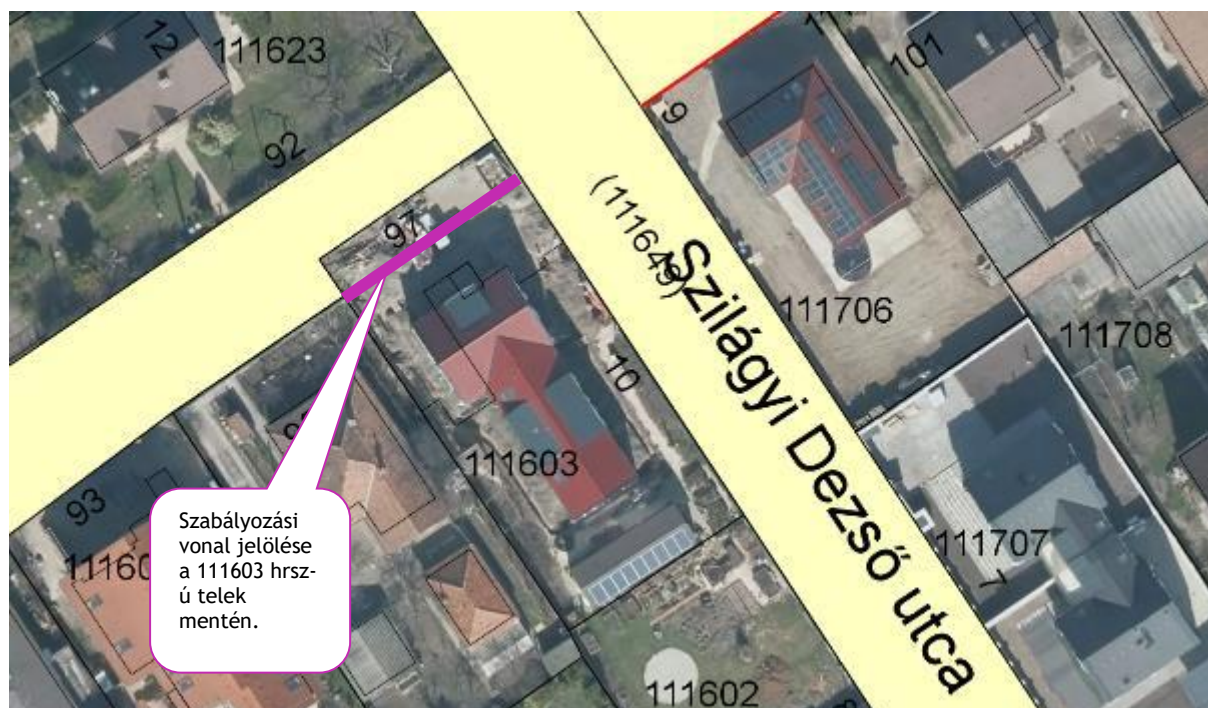 12
111623
92
97
9
101
(111649)
Szilágyi Dezső utca
111706
111708
10
111603
93
111707
7
111602
Szabályozási
vonal jelölése
a 111603 hrsz-
ú telek
mentén.